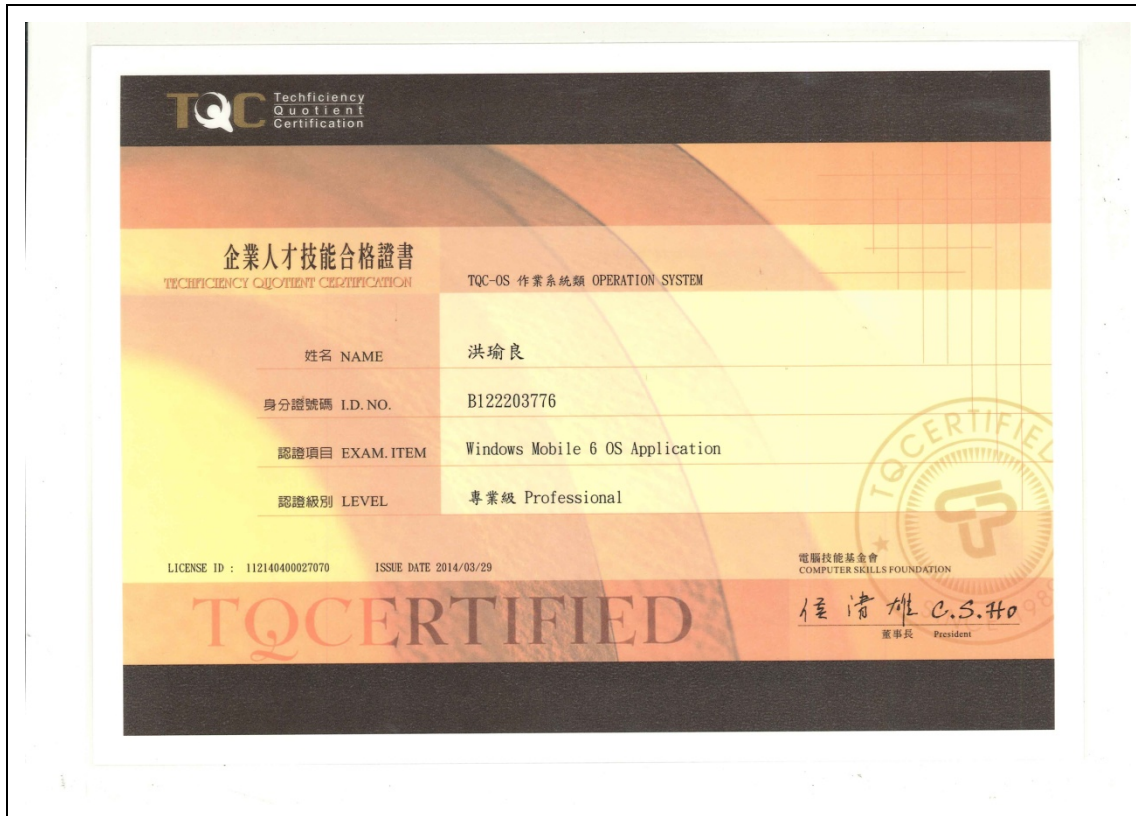 TQC Techficiency
Quotient
Certification
企業人才技能合格證書
TECHFICIENCY QUOTIENT CERTIFICATION
TQC-OS 作業系統類 OPERATION SYSTEM
姓名 NAME 洪瑜良
身分證號碼 I.D. NO. B122203776
認證項目 EXAM. ITEM Windows Mobile 6 OS Application
認證級別 LEVEL 專業級 Professional
TQCERTIFIED
LICENSE ID : 112140400027070 ISSUE DATE 2014/03/29
電腦技能基金會
COMPUTER SKILLS FOUNDATION
TQCERTIFIED
侯清雄 C.S.Ho
董事長 President